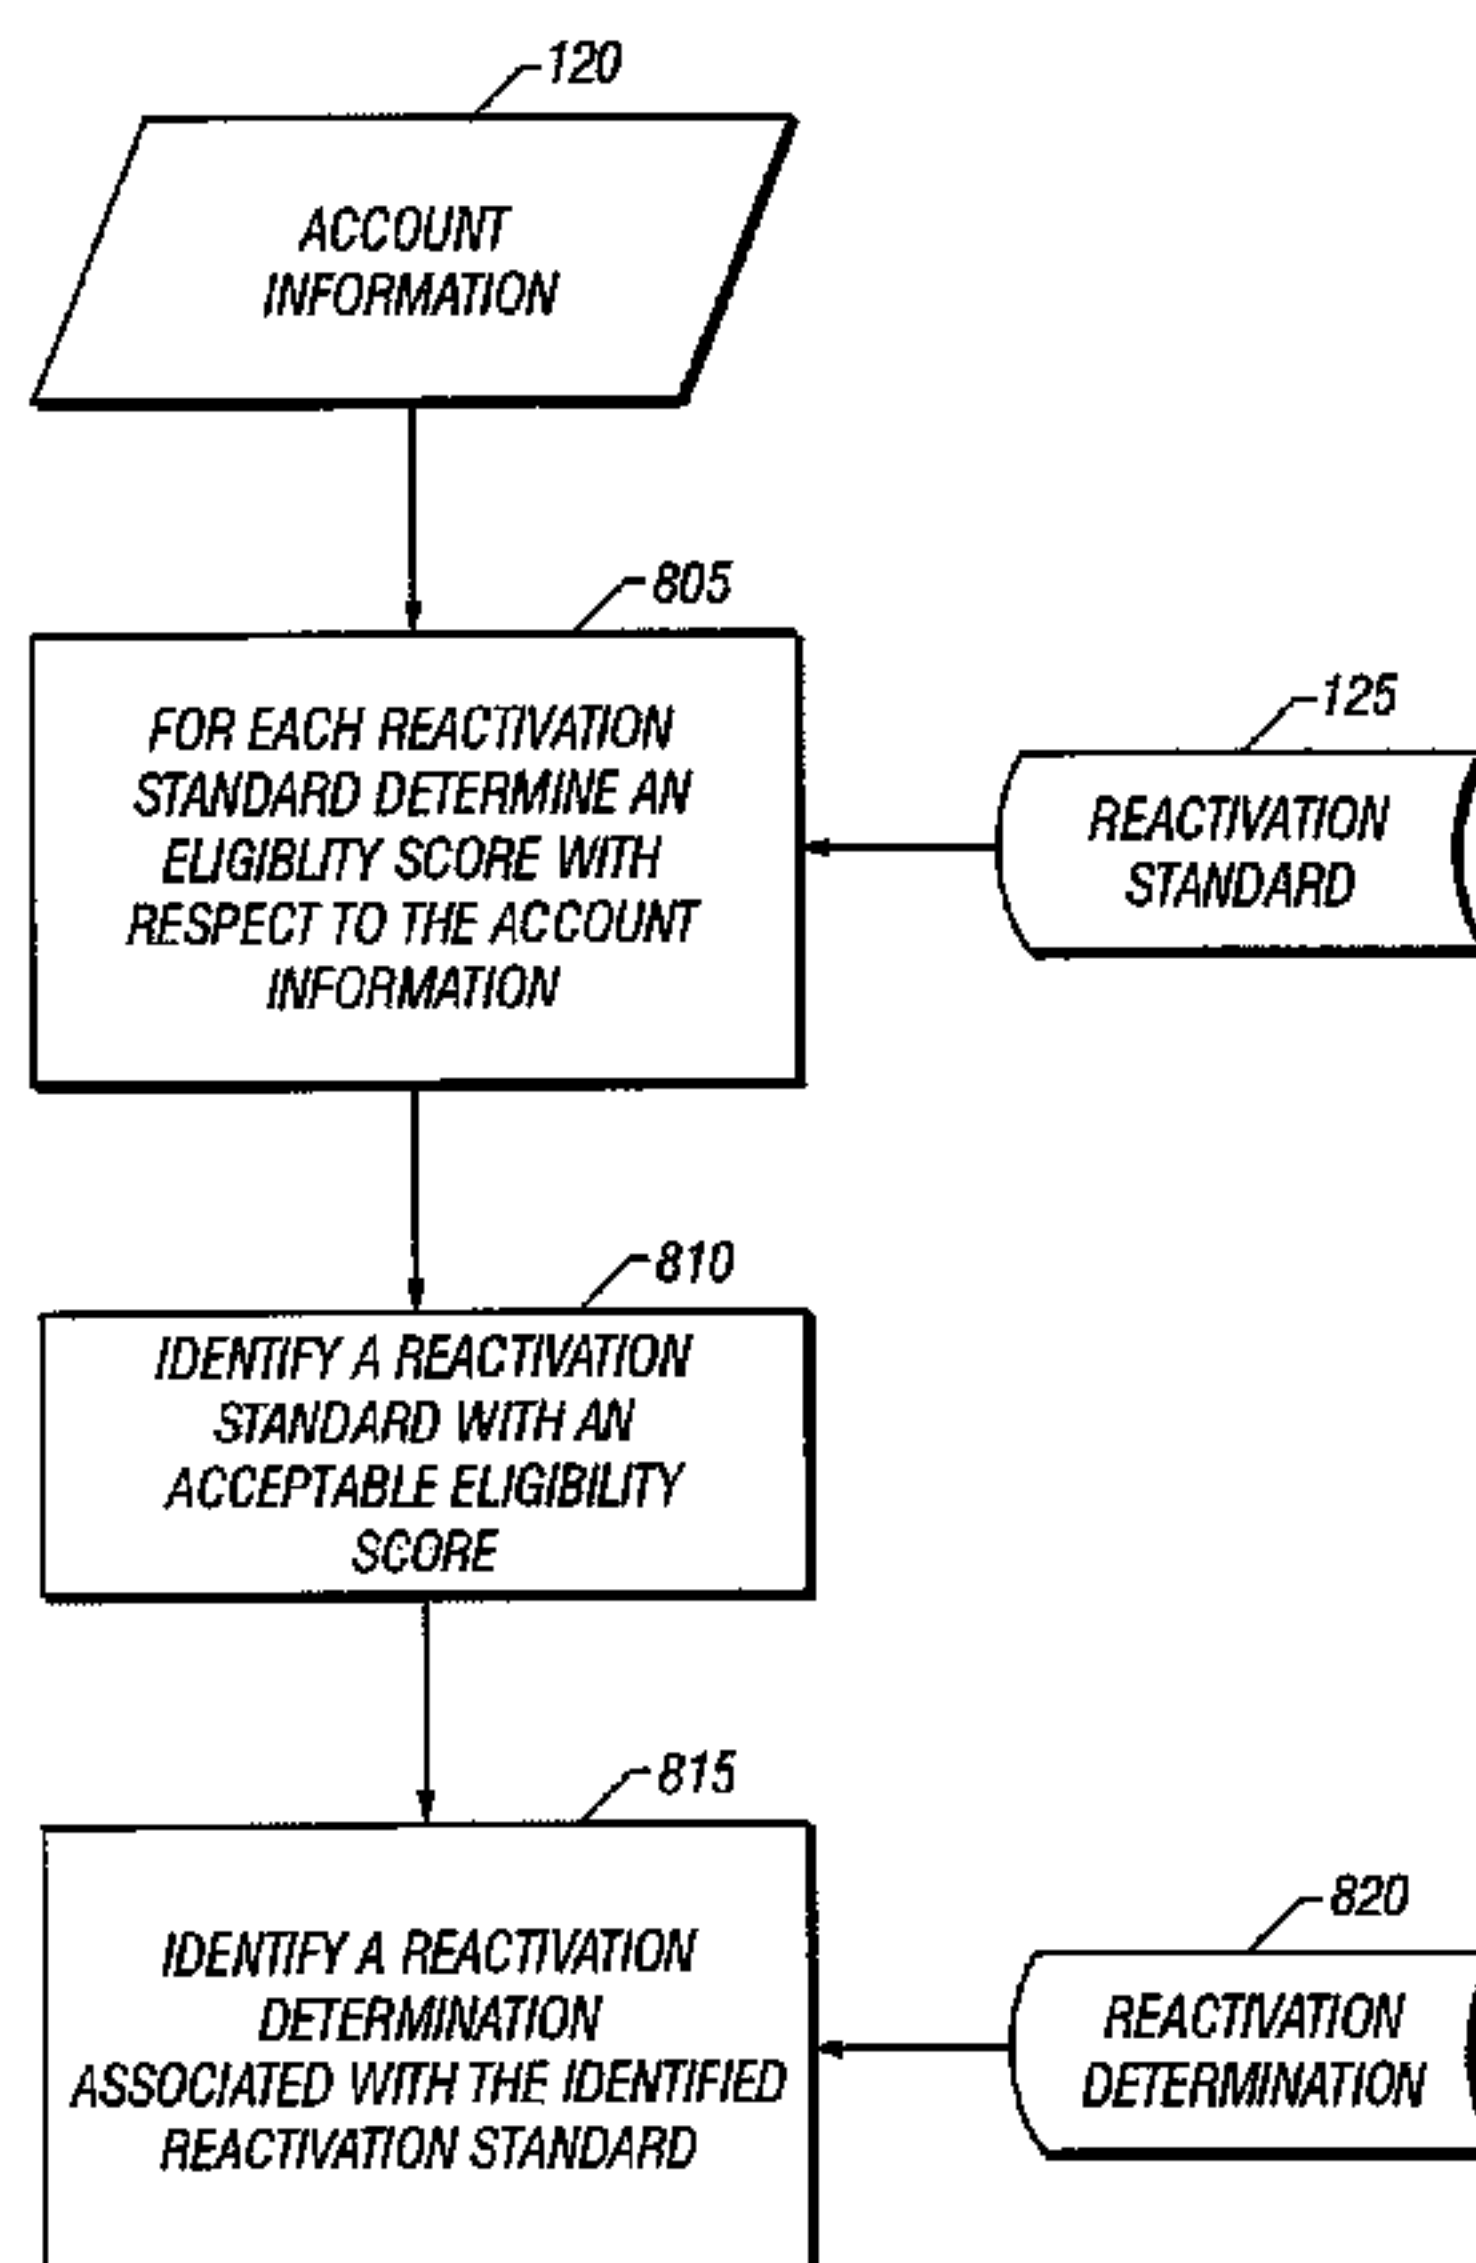 120
ACCOUNT
INFORMATION
805
FOR EACH REACTIVATION
STANDARD DETERMINE AN
ELIGIBLITY SCORE WITH
RESPECT TO THE ACCOUNT
INFORMATION
125
REACTIVATION
STANDARD
810
IDENTIFY A REACTIVATION
STANDARD WITH AN
ACCEPTABLE ELIGIBILITY
SCORE
815
IDENTIFY A REACTIVATION
DETERMINATION
ASSOCIATED WITH THE IDENTIFIED
REACTIVATION STANDARD
820
REACTIVATION
DETERMINATION